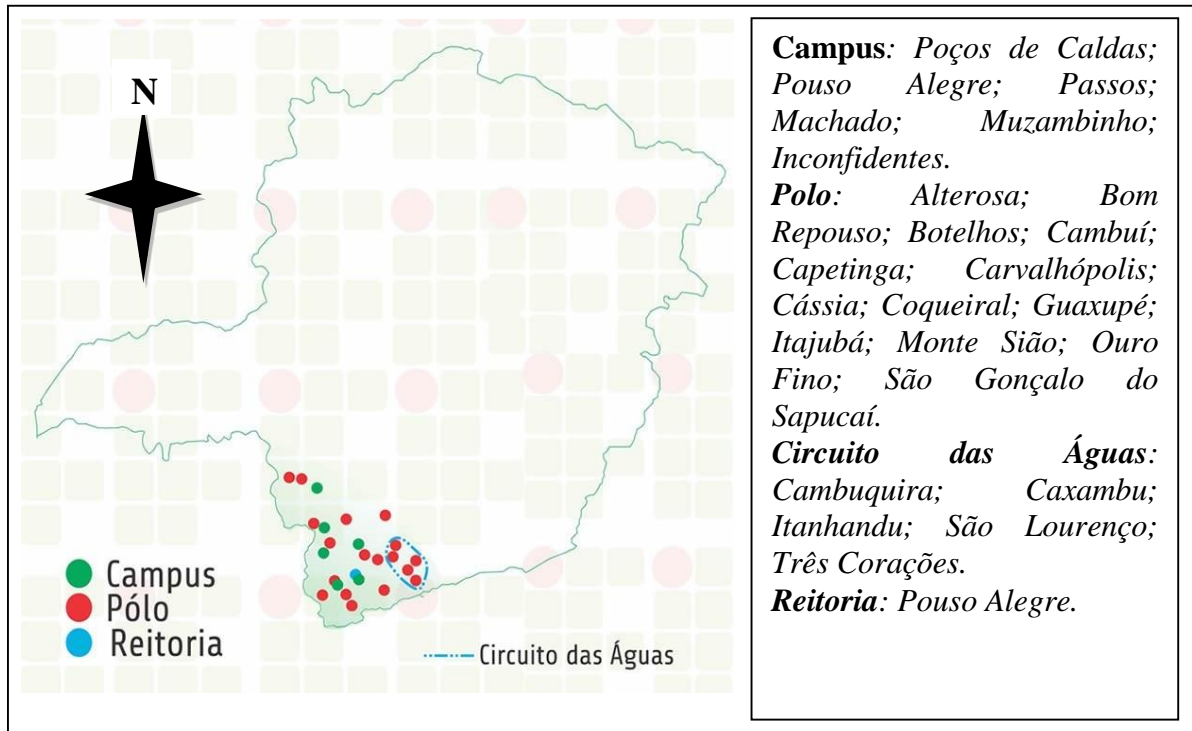 N
Campus
Pólo
Reitoria
Circuito das Águas
Campus: Poços de Caldas;
Pouso Alegre; Passos;
Machado; Muzambinho;
Inconfidentes.
Polo: Alterosa; Bom
Repouso; Botelhos; Cambuí;
Capetinga; Carvalhópolis;
Cássia; Coqueiral; Guaxupé;
Itajubá; Monte Sião; Ouro
Fino; São Gonçalo do
Sapucaí.
Circuito das Águas:
Cambuquira; Caxambu;
Itanhandu; São Lourenço;
Três Corações.
Reitoria: Pouso Alegre.